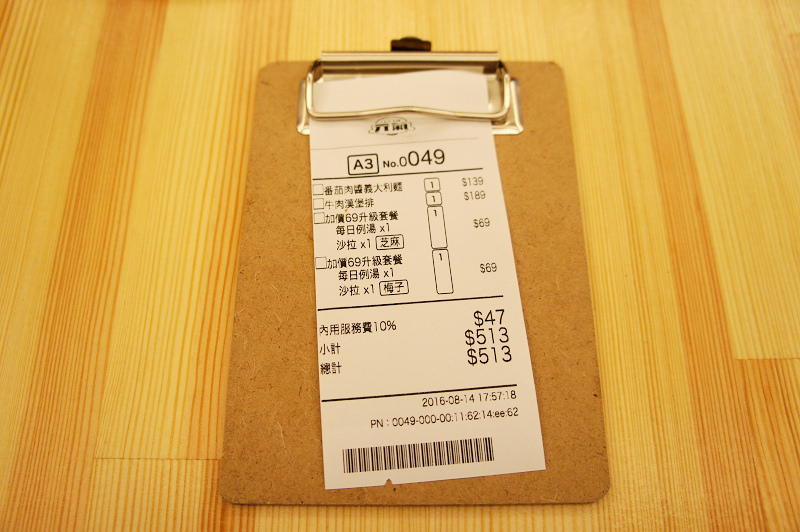 A3 No.0049
番茄肉醬義大利麵 1 $139
牛肉漢堡排 1 $189
加價69升級套餐 1 $69
每日例湯 x1
沙拉 x1 芝麻
加價69升級套餐 1 $69
每日例湯 x1
沙拉 x1 梅子
內用服務費10% $47
小計 $513
總計 $513
2016-08-14 17:57:18
PN：0049-000-00:11:62:14:ee:62